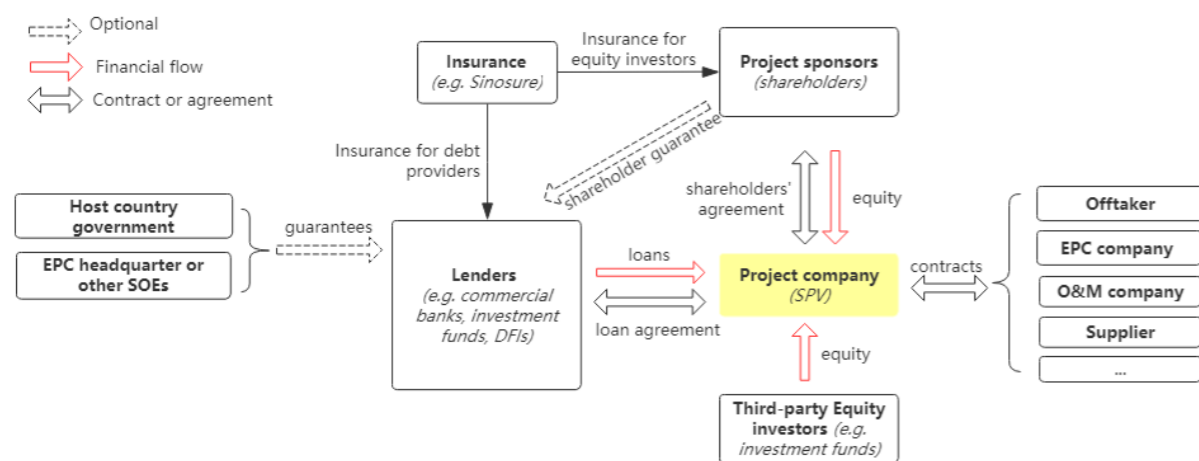 Optional
Financial flow
Contract or agreement
Insurance
(e.g. Sinosure)
Insurance for
equity investors
Project sponsors
(shareholders)
Insurance for debt
providers
shareholder guarantee
Host country
government
EPC headquarter or
other SOEs
guarantees
Lenders
(e.g. commercial
banks, investment
funds, DFIs)
loans
loan agreement
shareholders'
agreement
equity
Project company
(SPV)
contracts
equity
Third-party Equity
investors (e.g.
investment funds)
Offtaker
EPC company
O&M company
Supplier
...